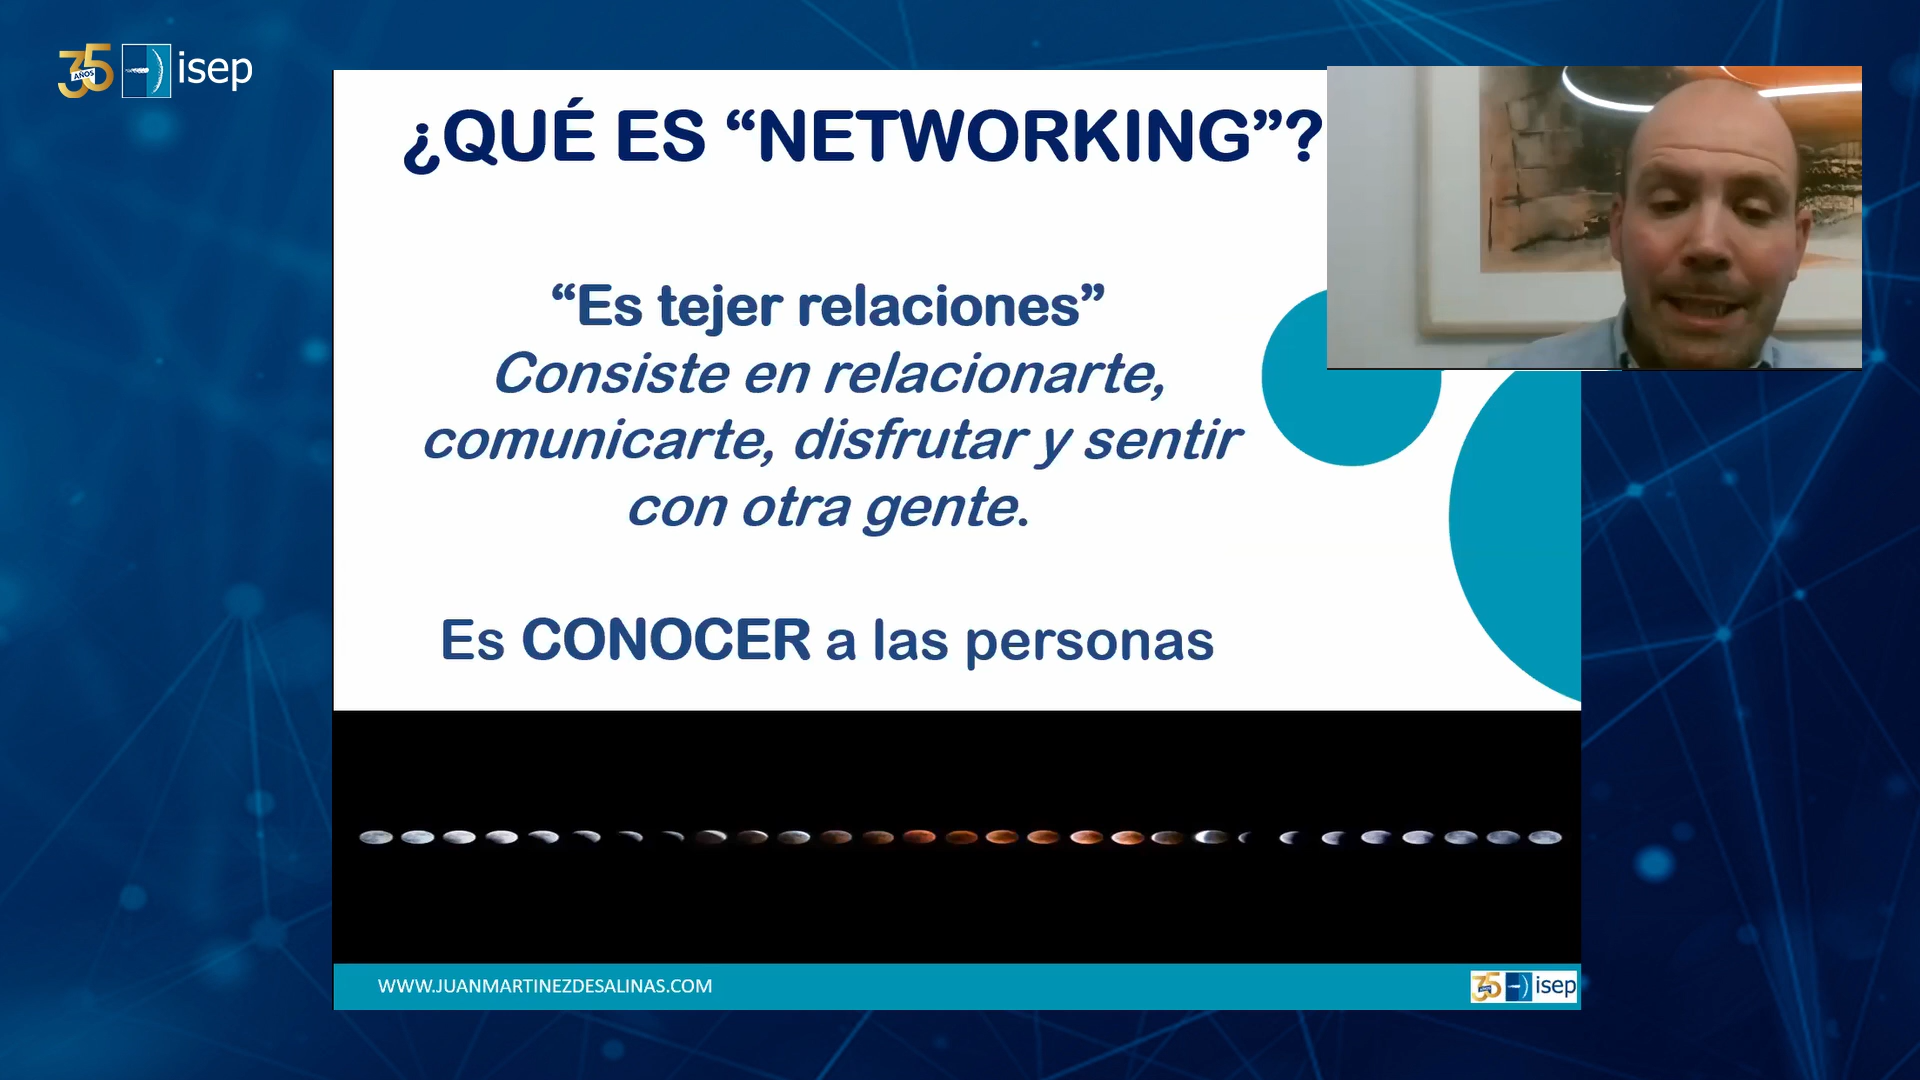 35 AÑOS isep
¿QUÉ ES “NETWORKING”?
“Es tejer relaciones”
Consiste en relacionarte,
comunicarte, disfrutar y sentir
con otra gente.
Es CONOCER a las personas
WWW.JUANMARTINEZDESALINAS.COM
35 AÑOS isep